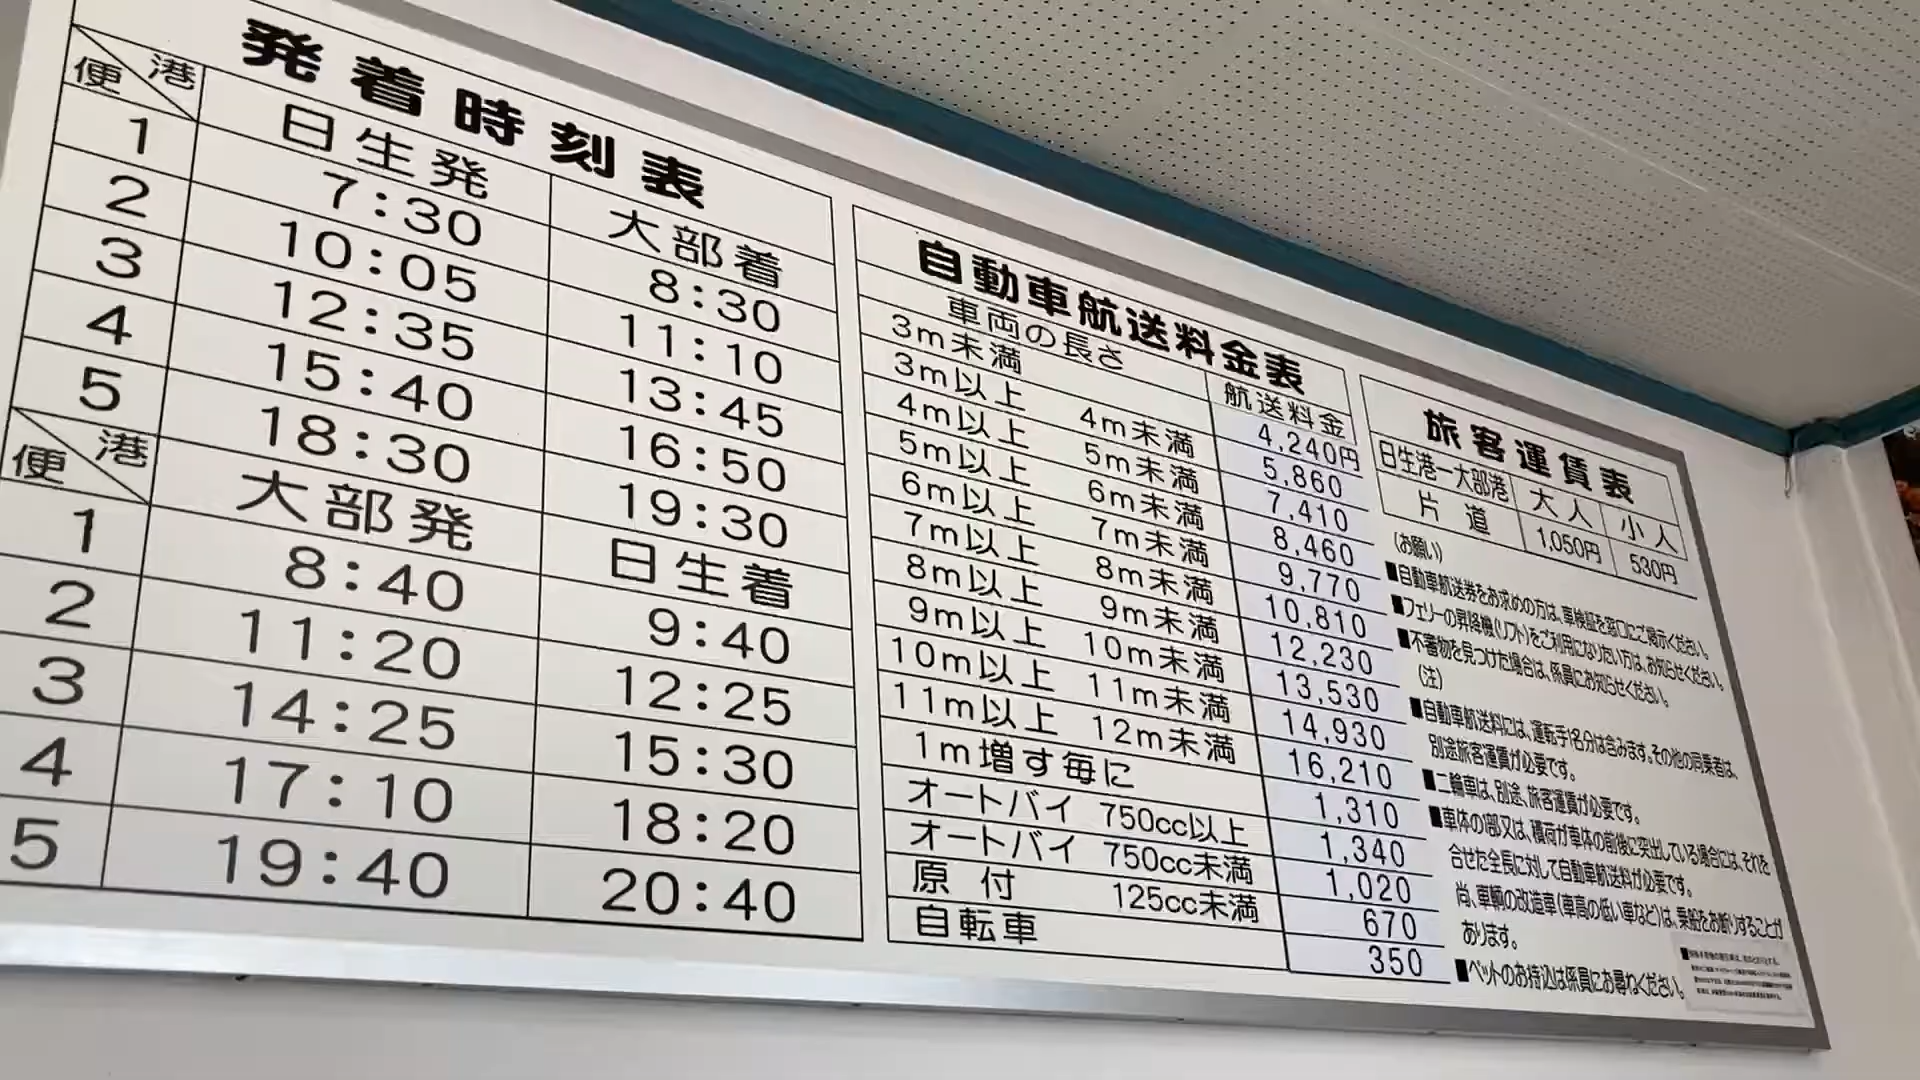 発着時刻表
便 港 日生発 大部着
1 7:30 8:30
2 10:05 11:10
3 12:35 13:45
4 15:40 16:50
5 18:30 19:30
便 港 大部発 日生着
1 8:40 9:40
2 11:20 12:25
3 14:25 15:30
4 17:10 18:20
5 19:40 20:40
自動車航送料金表
車両の長さ 航送料金
3m未満 4,240円
3m以上 4m未満 5,860
4m以上 5m未満 7,410
5m以上 6m未満 8,460
6m以上 7m未満 9,770
7m以上 8m未満 10,810
8m以上 9m未満 12,230
9m以上 10m未満 13,530
10m以上 11m未満 14,930
11m以上 12m未満 16,210
1m増す毎に 1,310
オートバイ 750cc以上 1,340
オートバイ 750cc未満 1,020
原付 125cc未満 670
自転車 350
旅客運賃表
日生港ー大部港 大人 小人
片道 1,050円 530円
(お願い)
■自動車航送券をお求めの方は、車検証を窓口にご掲示ください。
■フェリーの昇降機(リフト)をご利用になりたい方は、お知らせください。
■不審物を見つけた場合は、係員にお知らせください。
(注)
■自動車航送料には、運転手1名分は含みます。その他の同乗者は、
別途旅客運賃が必要です。
■二輪車は、別途、旅客運賃が必要です。
■車体の1部又は、積荷が車体の前後に突出している場合には、それを
合せた全長に対して自動車航送料が必要です。
尚、車輌の改造車(車高の低い車など)は、乗船をお断りすることが
あります。
■ペットのお持込は係員にお尋ねください。